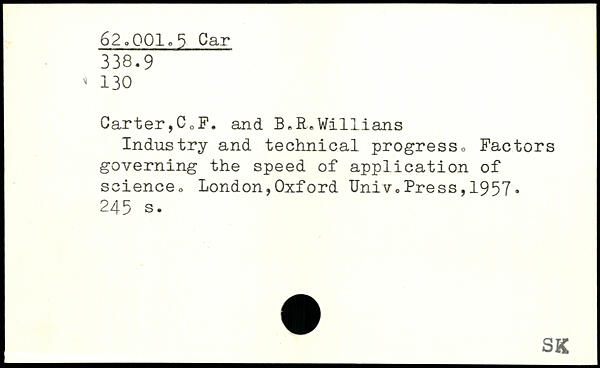 62.001.5 Car
338.9
130
Carter,C.F. and B.R.Willians
Industry and technical progress. Factors
governing the speed of application of
science. London,Oxford Univ.Press,1957.
245 s.
SK